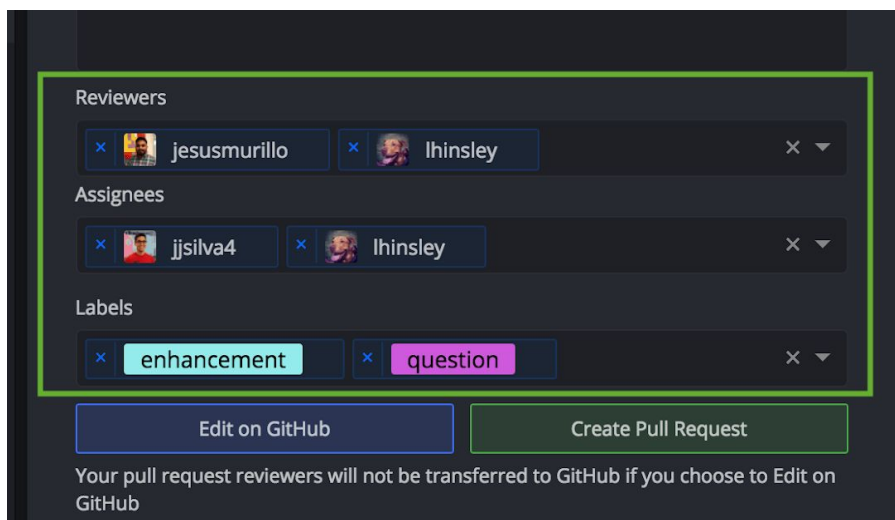 Reviewers
× jesusmurillo × lhinsley × 
Assignees
× jjsilva4 × lhinsley ×
Labels
× enhancement × question ×
Edit on GitHub Create Pull Request
Your pull request reviewers will not be transferred to GitHub if you choose to Edit on
GitHub